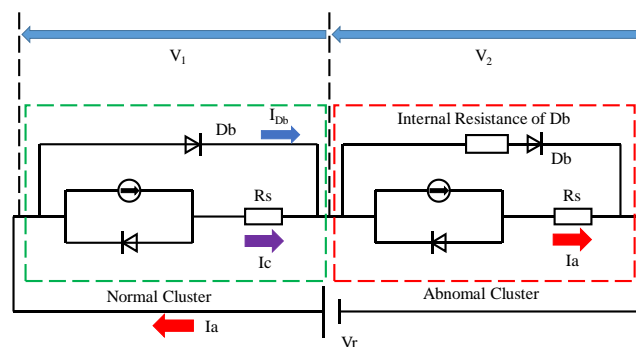 V1
V2
IDb
Db
Rs
Ic
Normal Cluster
Ia
Internal Resistance of Db
Db
Rs
Ia
Abnomal Cluster
Vr